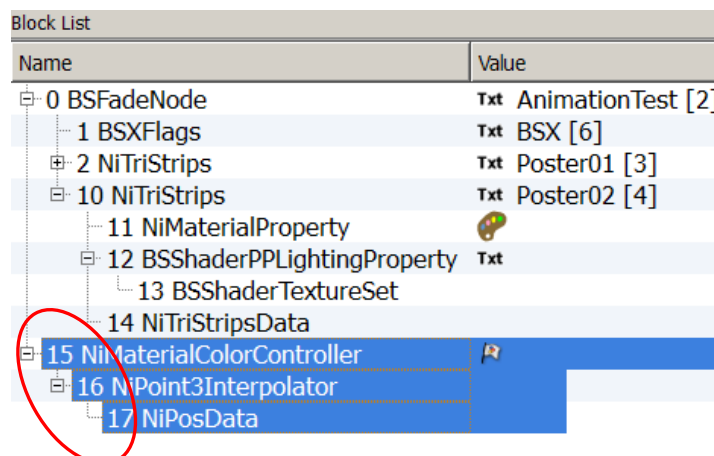 Block List
Name Value
0 BSFadeNode Txt AnimationTest [2]
1 BSXFlags Txt BSX [6]
2 NiTriStrips Txt Poster01 [3]
10 NiTriStrips Txt Poster02 [4]
11 NiMaterialProperty
12 BSShaderPPLightingProperty Txt
13 BSShaderTextureSet
14 NiTriStripsData
15 NiMaterialColorController
16 NiPoint3Interpolator
17 NiPosData